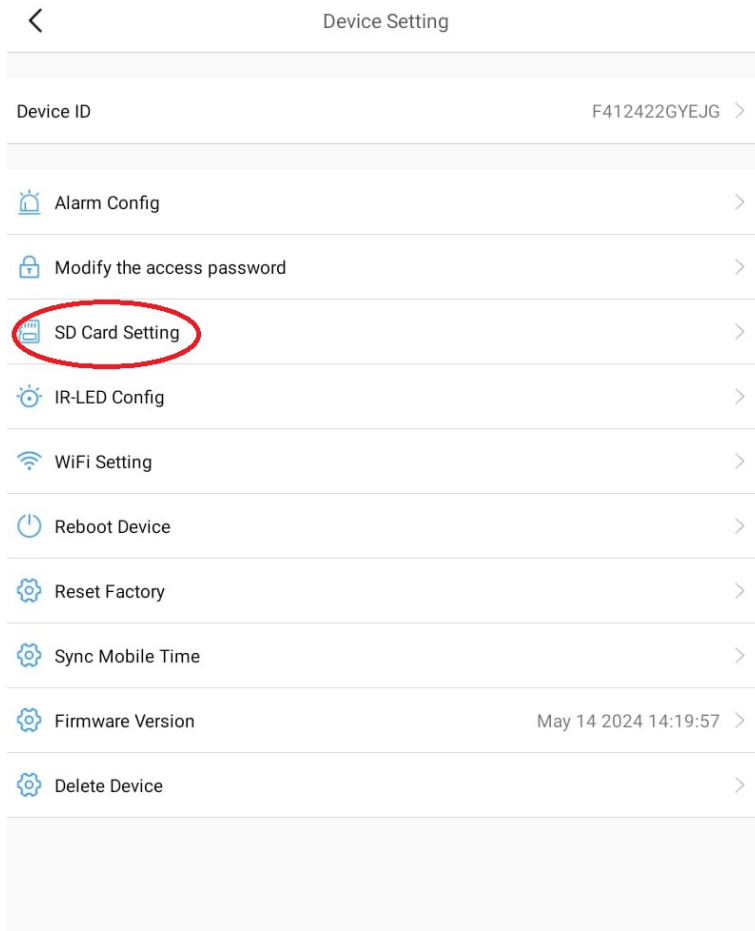 Device Setting
Device ID F412422GYEJG
Alarm Config
Modify the access password
SD Card Setting
IR-LED Config
WiFi Setting
Reboot Device
Reset Factory
Sync Mobile Time
Firmware Version May 14 2024 14:19:57
Delete Device